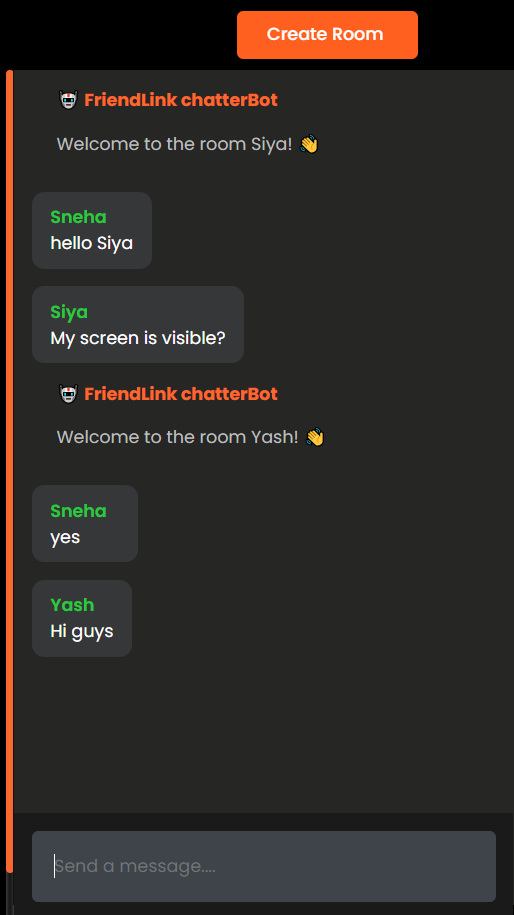 Create Room
FriendLink chatterBot
Welcome to the room Siya! 👋
Sneha
hello Siya
Siya
My screen is visible?
FriendLink chatterBot
Welcome to the room Yash! 👋
Sneha
yes
Yash
Hi guys
Send a message....